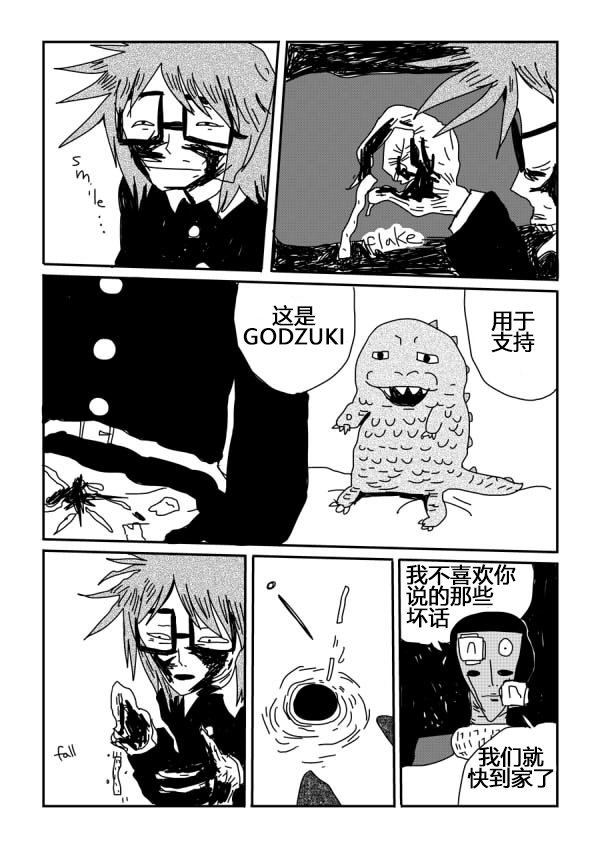 smile...
flake
这是
GODZUKI
用于
支持
fall
我不喜欢你
说的那些
坏话
我们就
快到家了